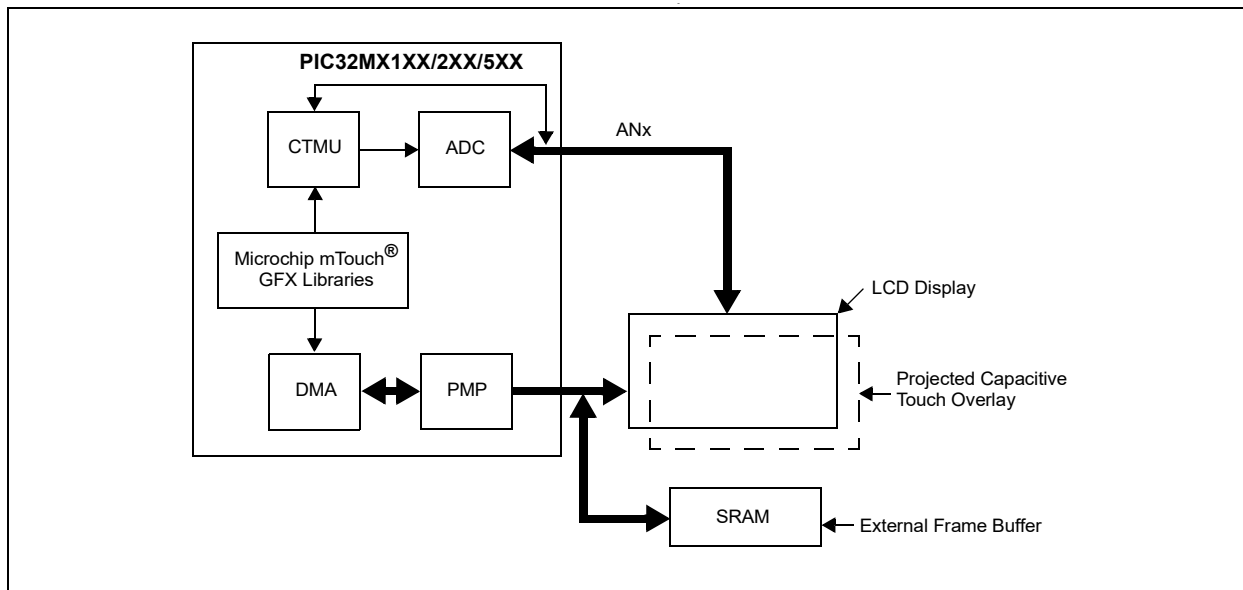 PIC32MX1XX/2XX/5XX
CTMU
ADC
ANx
Microchip mTouch®
GFX Libraries
LCD Display
DMA
PMP
Projected Capacitive
Touch Overlay
SRAM
External Frame Buffer